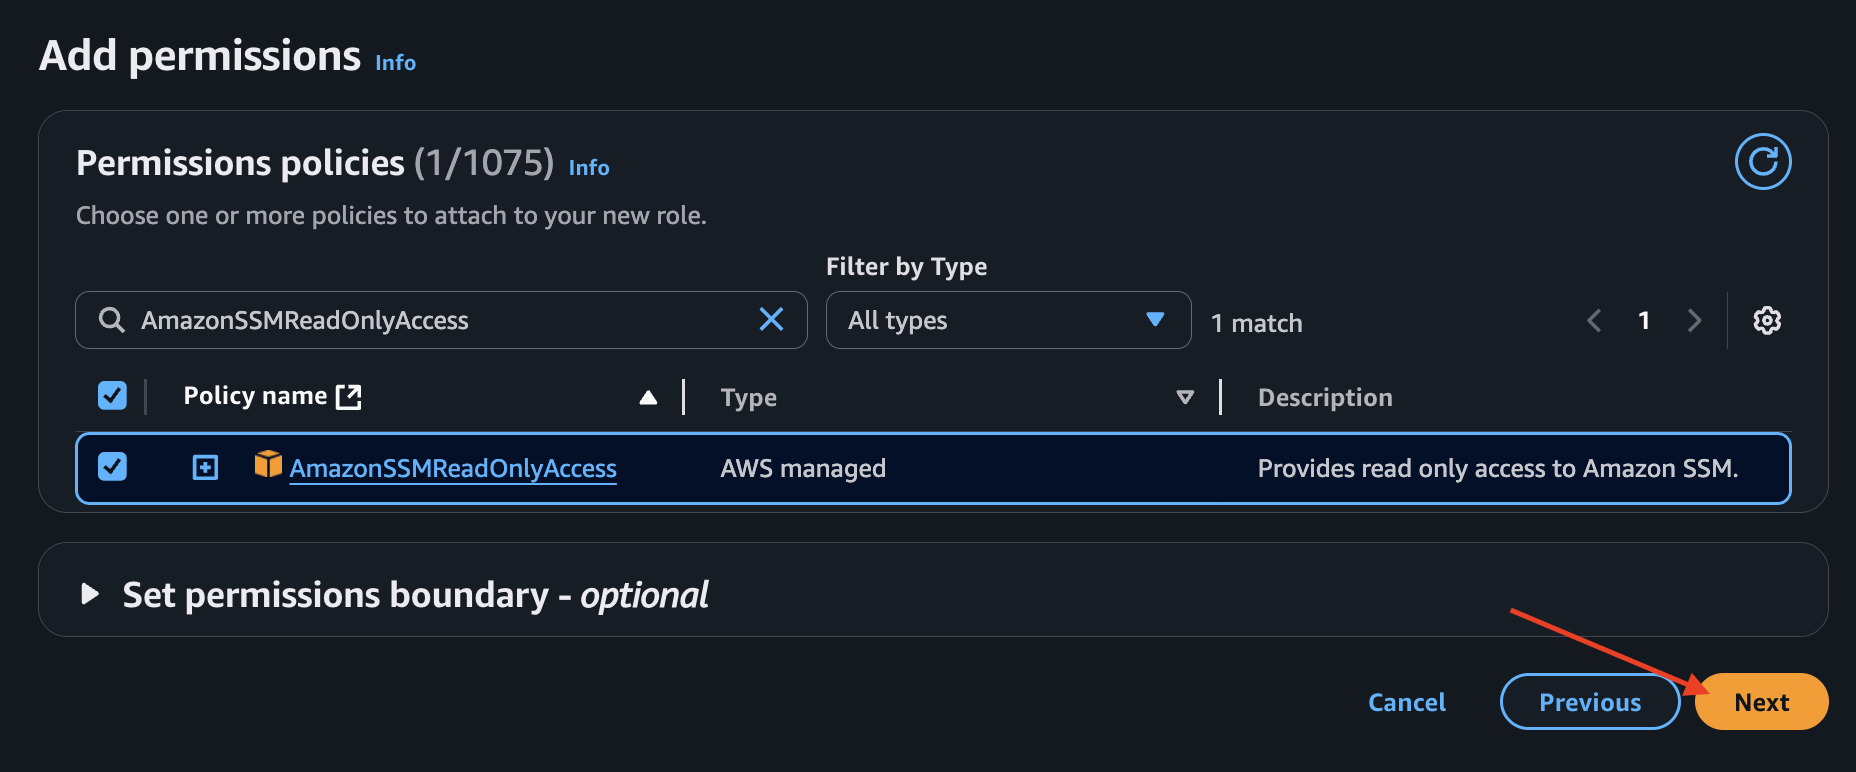 Add permissions Info
Permissions policies (1/1075) Info
Choose one or more policies to attach to your new role.
Filter by Type
AmazonSSMReadOnlyAccess
All types
1 match
1
Policy name
Type
Description
AmazonSSMReadOnlyAccess
AWS managed
Provides read only access to Amazon SSM.
Set permissions boundary - optional
Cancel
Previous
Next